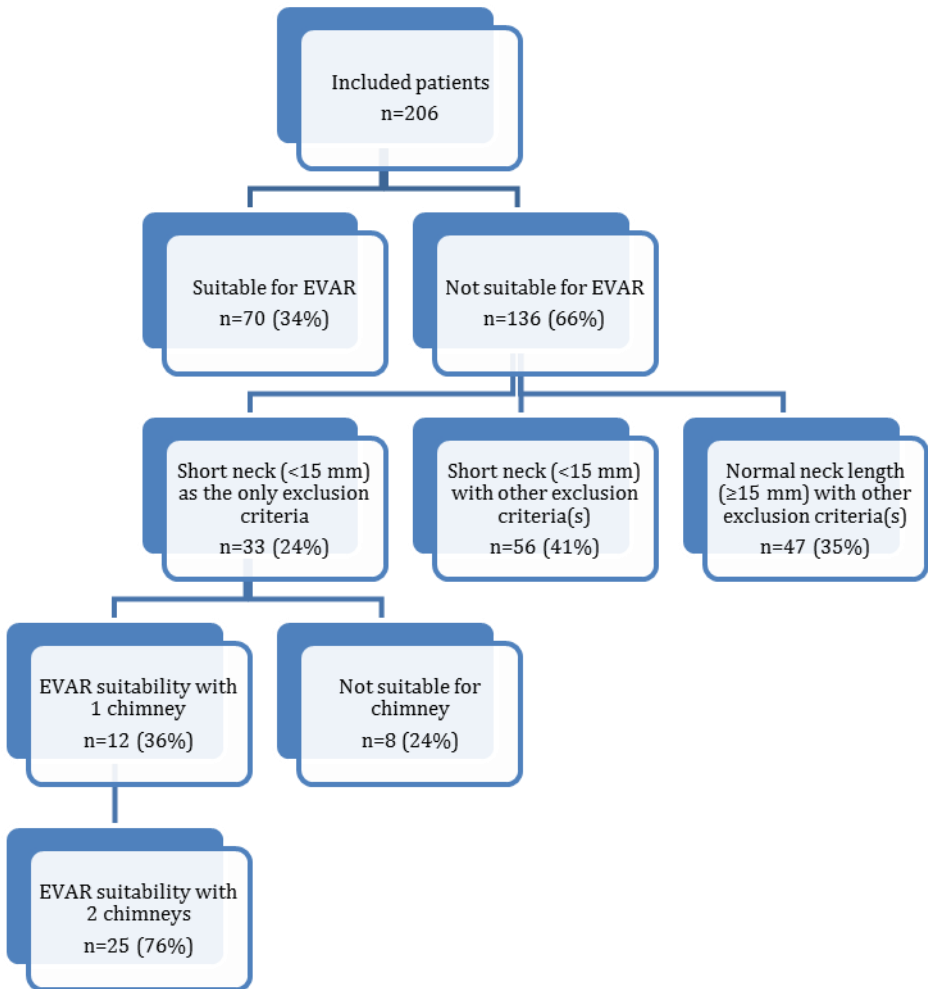 Included patients
n=206
Suitable for EVAR
n=70 (34%)
Not suitable for EVAR
n=136 (66%)
Short neck (<15 mm)
as the only exclusion
criteria
n=33 (24%)
Short neck (<15 mm)
with other exclusion
criteria(s)
n=56 (41%)
Normal neck length
(≥15 mm) with other
exclusion criteria(s)
n=47 (35%)
EVAR suitability with
1 chimney
n=12 (36%)
Not suitable for
chimney
n=8 (24%)
EVAR suitability with
2 chimneys
n=25 (76%)